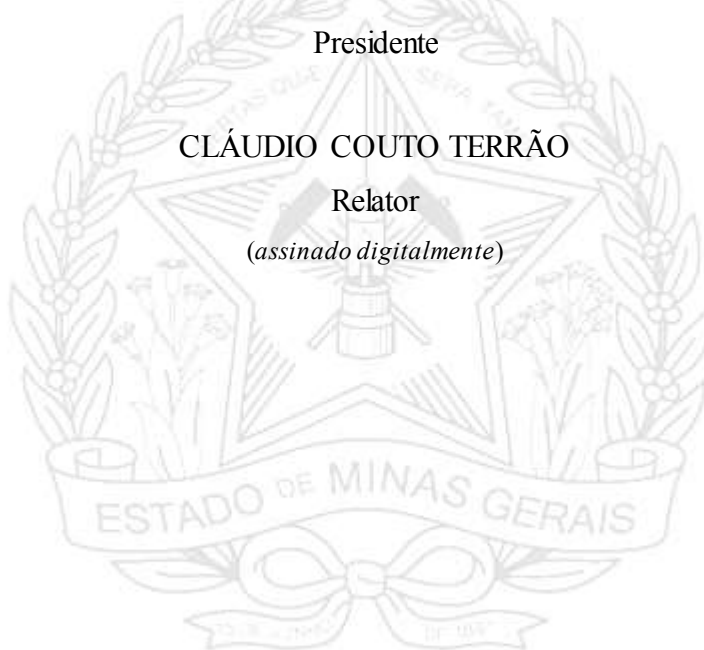 Presidente
CLÁUDIO COUTO TERRÃO
Relator
(assinado digitalmente)
ESTADO DE MINAS GERAIS